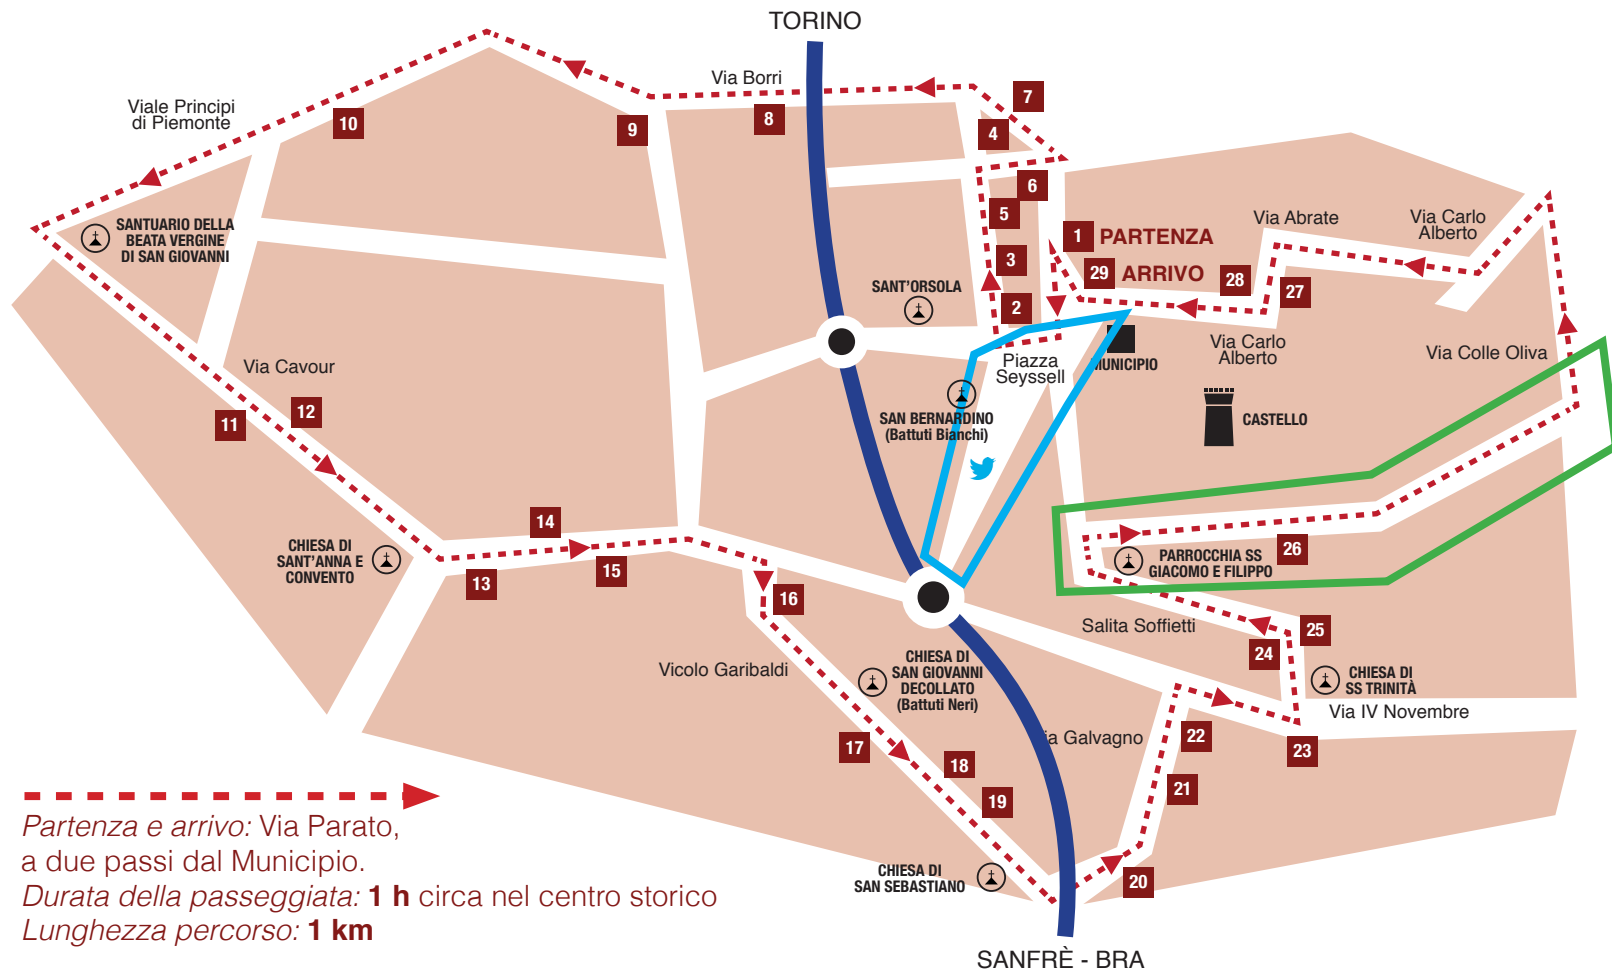 TORINO
Via Borri
7
8
4
9
10
Viale Principi
di Piemonte
6
5
1 PARTENZA
Via Abrate
Via Carlo
Alberto
SANTUARIO DELLA
BEATA VERGINE
DI SAN GIOVANNI
3
29 ARRIVO
28
27
SANT'ORSOLA
2
Via Carlo
Alberto
Via Colle Oliva
Piazza
Seyssell
MUNICIPIO
Via Cavour
12
11
SAN BERNARDINO
(Battuti Bianchi)
CASTELLO
14
13
15
CHIESA DI
SANT'ANNA E
CONVENTO
26
PARROCCHIA SS
GIACOMO E FILIPPO
16
Salita Soffietti
25
24
Vicolo Garibaldi
CHIESA DI
SAN GIOVANNI
DECOLLATO
(Battuti Neri)
CHIESA DI
SS TRINITÀ
Via IV Novembre
17
18
19
ia Galvagno
22
23
21
CHIESA DI
SAN SEBASTIANO
20
Partenza e arrivo: Via Parato,
a due passi dal Municipio.
Durata della passeggiata: 1 h circa nel centro storico
Lunghezza percorso: 1 km
SANFRÈ - BRA